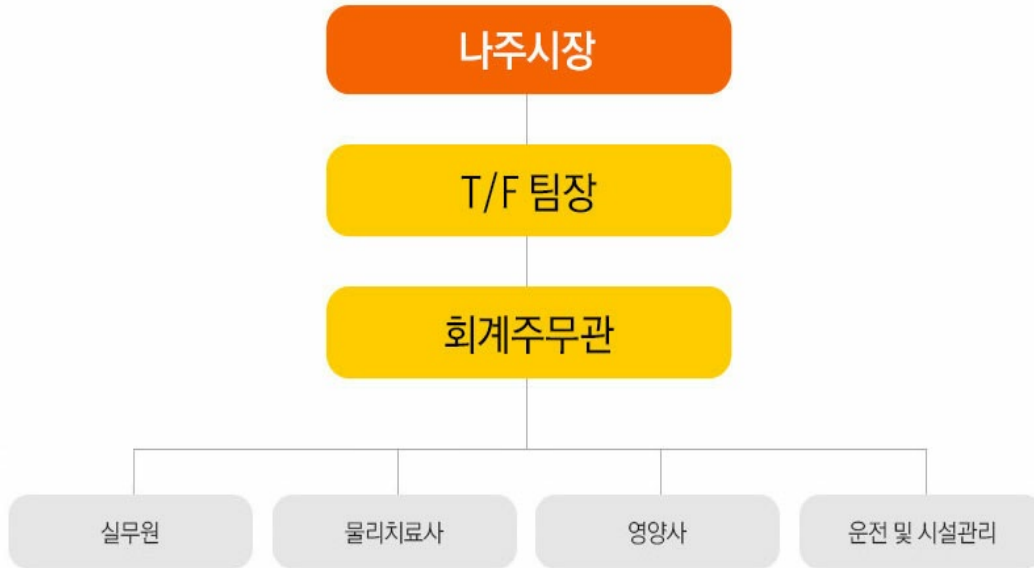 나주시장
T/F 팀장
회계주무관
실무원
물리치료사
영양사
운전 및 시설관리